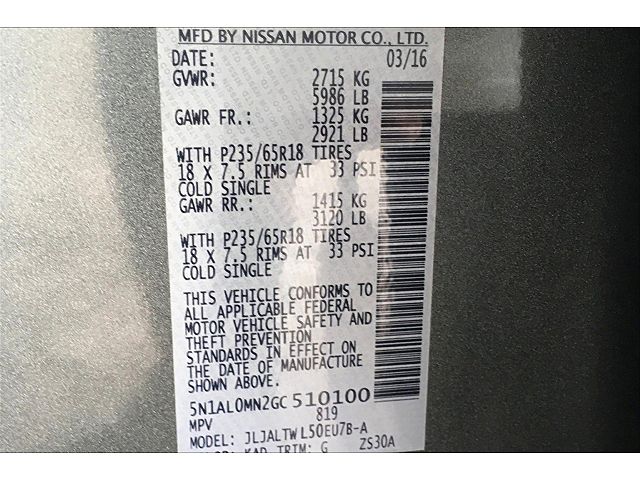 MFD BY NISSAN MOTOR CO., LTD.
DATE: 03/16
GVWR: 2715 KG
5986 LB
GAWR FR.: 1325 KG
2921 LB
WITH P235/65R18 TIRES
18 X 7.5 RIMS AT 33 PSI
COLD SINGLE
GAWR RR.: 1415 KG
3120 LB
WITH P235/65R18 TIRES
18 X 7.5 RIMS AT 33 PSI
COLD SINGLE
THIS VEHICLE CONFORMS TO
ALL APPLICABLE FEDERAL
MOTOR VEHICLE SAFETY AND
THEFT PREVENTION
STANDARDS IN EFFECT ON
THE DATE OF MANUFACTURE
SHOWN ABOVE.
5N1AL0MN2GC510100
MPV 819
MODEL: JLJALTWL50EU7B-A
KAD TRIM: G ZS30A